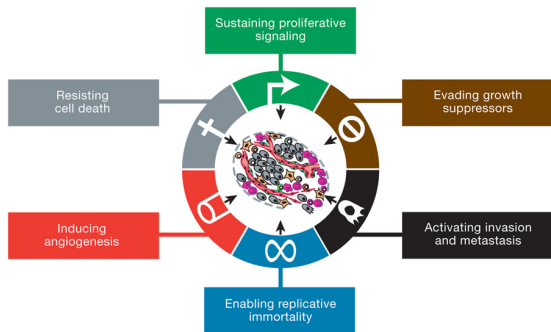 Sustaining proliferative
signaling
Resisting
cell death
Evading growth
suppressors
Inducing
angiogenesis
Activating invasion
and metastasis
Enabling replicative
immortality